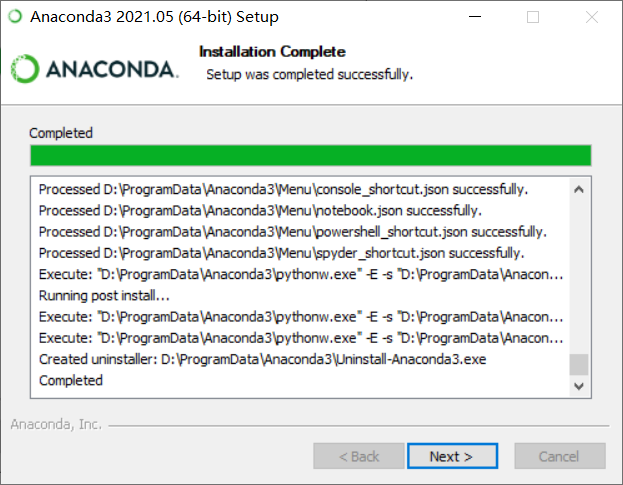 Anaconda3 2021.05 (64-bit) Setup
ANACONDA.
Installation Complete
Setup was completed successfully.
Completed
Processed D:\ProgramData\Anaconda3\Menu\console_shortcut.json successfully.
Processed D:\ProgramData\Anaconda3\Menu\notebook.json successfully.
Processed D:\ProgramData\Anaconda3\Menu\powershell_shortcut.json successfully.
Processed D:\ProgramData\Anaconda3\Menu\spyder_shortcut.json successfully.
Execute: "D:\ProgramData\Anaconda3\pythonw.exe" -E -s "D:\ProgramData\Anacon...
Running post install...
Execute: "D:\ProgramData\Anaconda3\pythonw.exe" -E -s "D:\ProgramData\Anacon...
Execute: "D:\ProgramData\Anaconda3\pythonw.exe" -E -s "D:\ProgramData\Anacon...
Created uninstaller: D:\ProgramData\Anaconda3\Uninstall-Anaconda3.exe
Completed
Anaconda, Inc.
< Back Next > Cancel